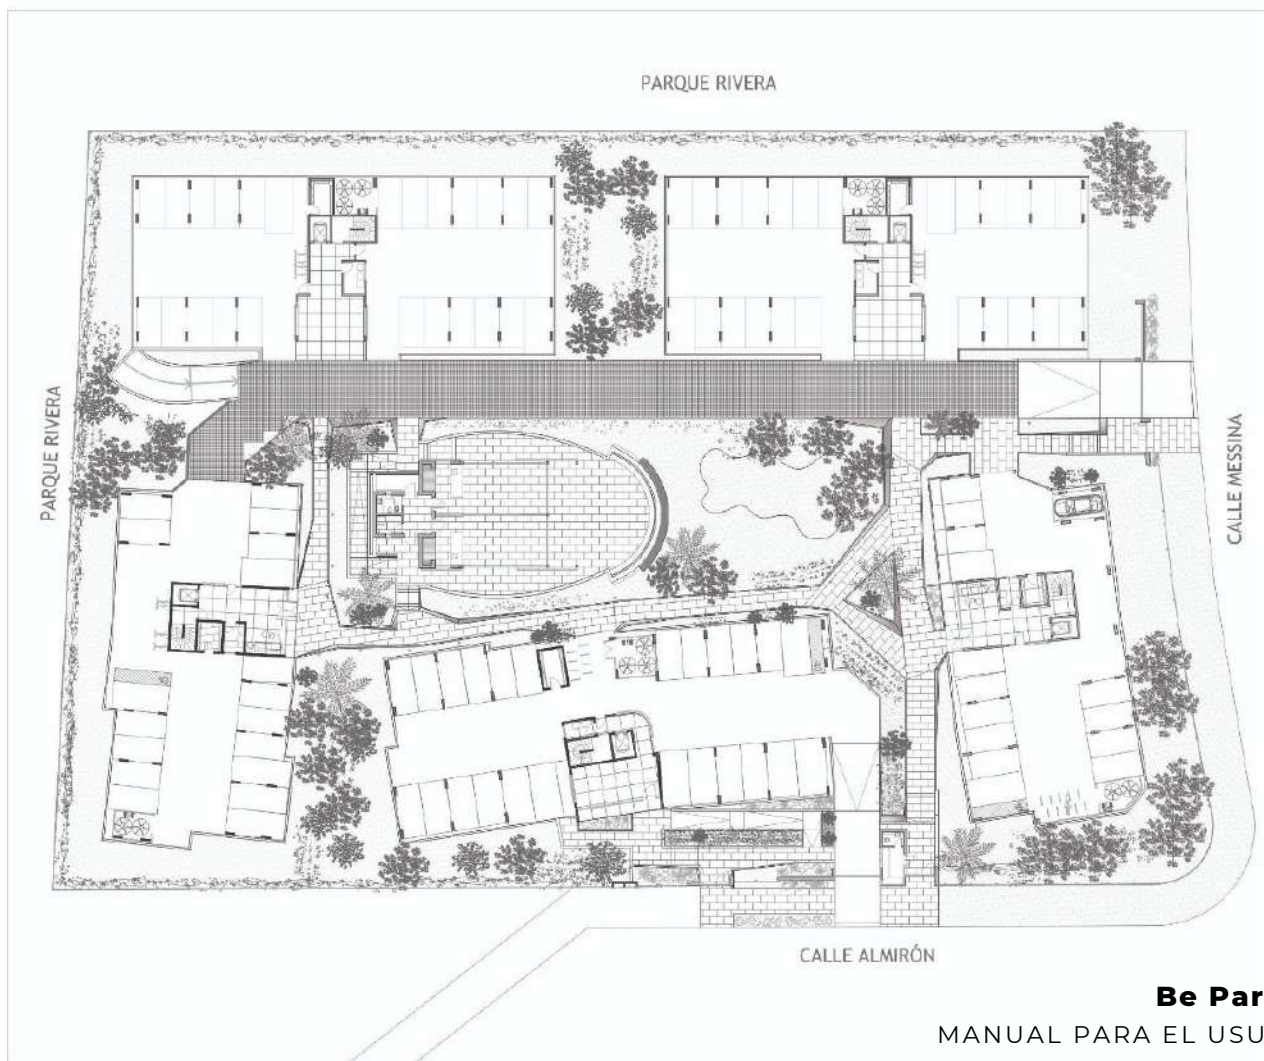 PARQUE RIVERA
PARQUE RIVERA
CALLE MESSINA
CALLE ALMIRÓN
Be Par
MANUAL PARA EL USU